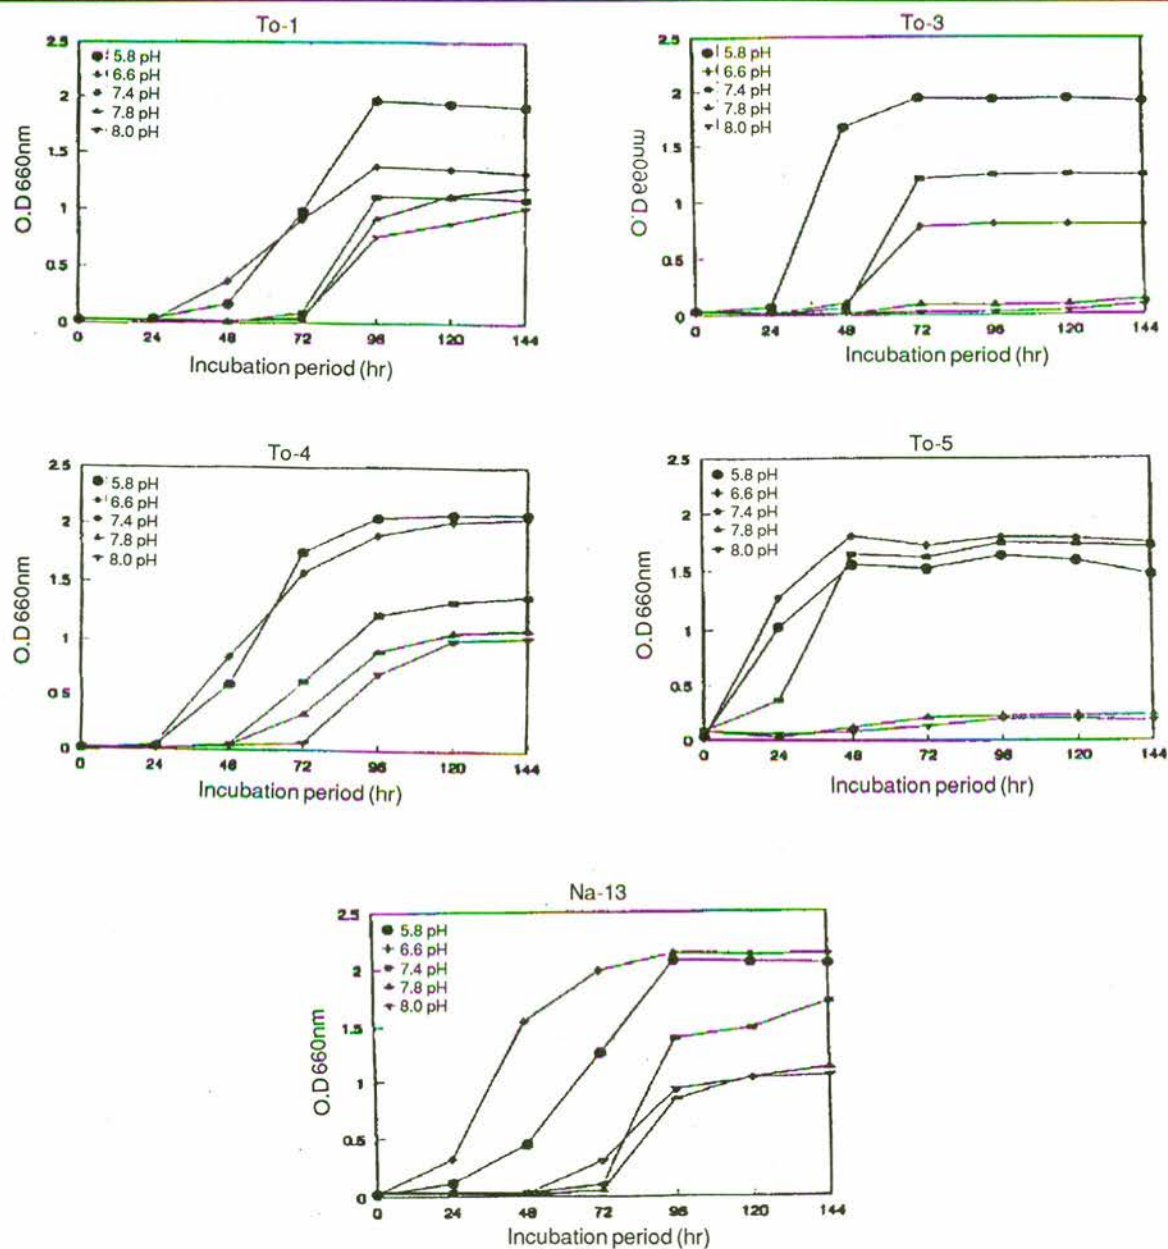 To-1
2.5
2
1.5
1
0.5
0
O.D 660nm
5.8 pH
6.6 pH
7.4 pH
7.8 pH
8.0 pH
0 24 48 72 96 120 144
Incubation period (hr)
To-3
2.5
2
1.5
1
0.5
0
O.D 660nm
5.8 pH
6.6 pH
7.4 pH
7.8 pH
8.0 pH
0 24 48 72 96 120 144
Incubation period (hr)
To-4
2.5
2
1.5
1
0.5
0
O.D 660nm
5.8 pH
6.6 pH
7.4 pH
7.8 pH
8.0 pH
0 24 48 72 96 120 144
Incubation period (hr)
To-5
2.5
2
1.5
1
0.5
0
O.D 660nm
5.8 pH
6.6 pH
7.4 pH
7.8 pH
8.0 pH
0 24 48 72 96 120 144
Incubation period (hr)
Na-13
2.5
2
1.5
1
0.5
0
O.D 660nm
5.8 pH
6.6 pH
7.4 pH
7.8 pH
8.0 pH
0 24 48 72 96 120 144
Incubation period (hr)